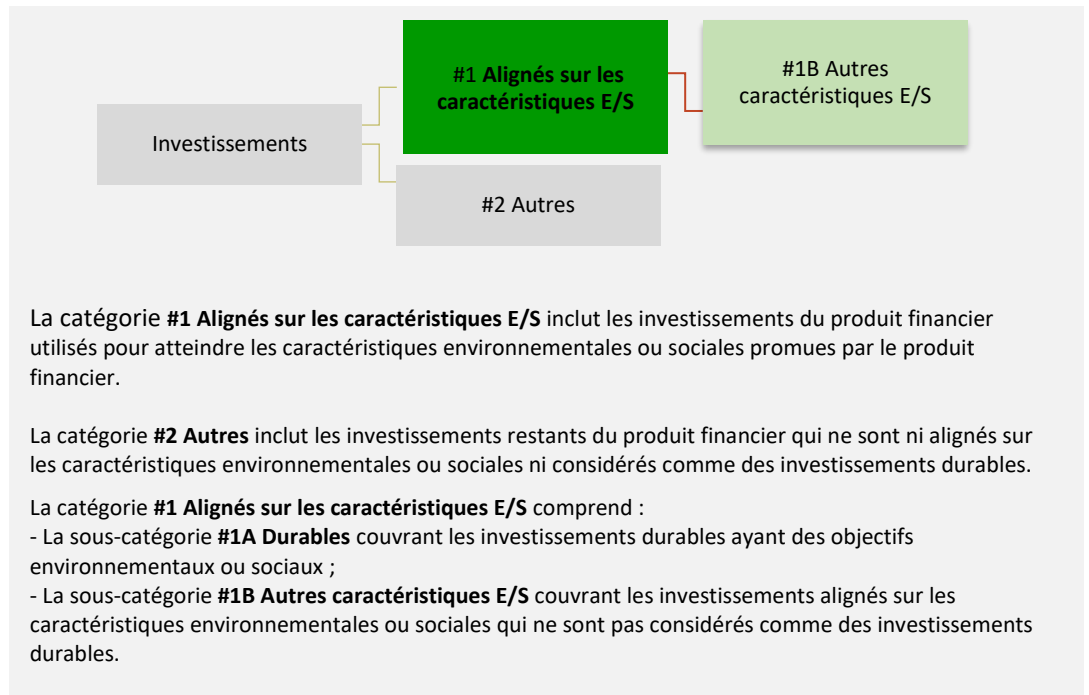 #1 Alignés sur les
caractéristiques E/S
#1B Autres
caractéristiques E/S
Investissements
#2 Autres
La catégorie #1 Alignés sur les caractéristiques E/S inclut les investissements du produit financier
utilisés pour atteindre les caractéristiques environnementales ou sociales promues par le produit
financier.
La catégorie #2 Autres inclut les investissements restants du produit financier qui ne sont ni alignés sur
les caractéristiques environnementales ou sociales ni considérés comme des investissements durables.
La catégorie #1 Alignés sur les caractéristiques E/S comprend :
- La sous-catégorie #1A Durables couvrant les investissements durables ayant des objectifs
environnementaux ou sociaux ;
- La sous-catégorie #1B Autres caractéristiques E/S couvrant les investissements alignés sur les
caractéristiques environnementales ou sociales qui ne sont pas considérés comme des investissements
durables.